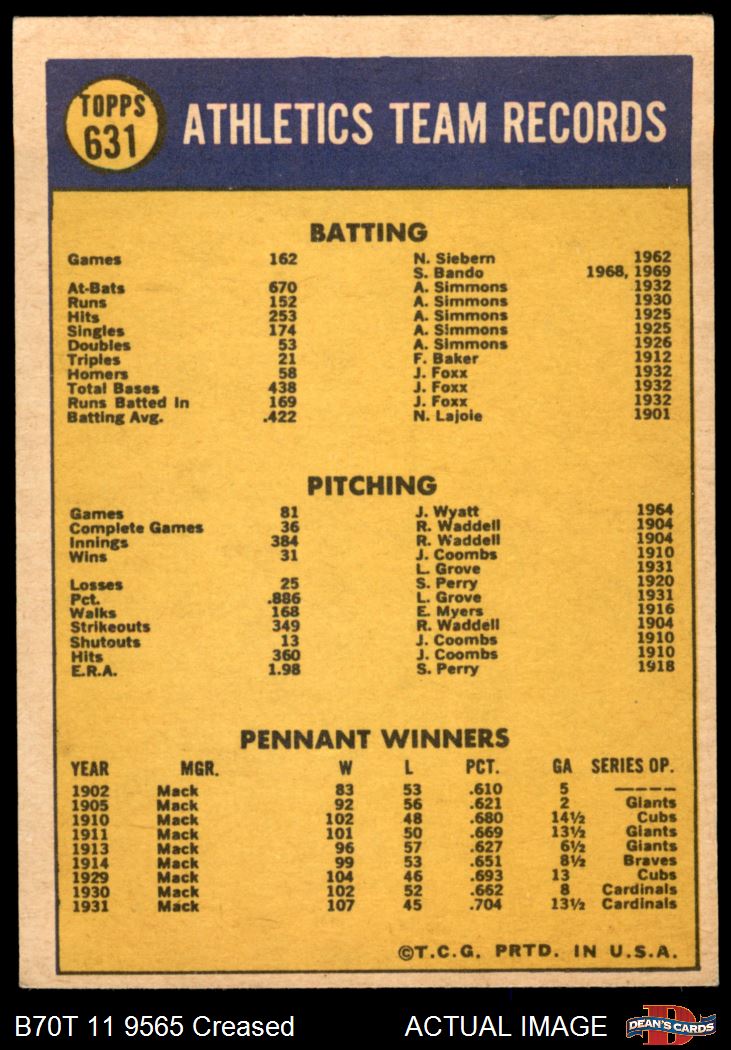 TOPPS
631
ATHLETICS TEAM RECORDS
BATTING
Games 162 N. Siebern 1962
S. Bando 1968, 1969
At-Bats 670 A. Simmons 1932
Runs 152 A. Simmons 1930
Hits 253 A. Simmons 1925
Singles 174 A. Simmons 1925
Doubles 53 A. Simmons 1926
Triples 21 F. Baker 1912
Homers 58 J. Foxx 1932
Total Bases 438 J. Foxx 1932
Runs Batted In 169 J. Foxx 1932
Batting Avg. .422 N. Lajoie 1901
PITCHING
Games 81 J. Wyatt 1964
Complete Games 36 R. Waddell 1904
Innings 384 R. Waddell 1904
Wins 31 J. Coombs 1910
L. Grove 1931
Losses 25 S. Perry 1920
Pct. .886 L. Grove 1931
Walks 168 E. Myers 1916
Strikeouts 349 R. Waddell 1904
Shutouts 13 J. Coombs 1910
Hits 360 J. Coombs 1910
E.R.A. 1.98 S. Perry 1918
PENNANT WINNERS
YEAR MGR. W L PCT. GA SERIES OP.
1902 Mack 83 53 .610 5 -----
1905 Mack 92 56 .621 2 Giants
1910 Mack 102 48 .680 14½ Cubs
1911 Mack 101 50 .669 13½ Giants
1913 Mack 96 57 .627 6½ Giants
1914 Mack 99 53 .651 8½ Braves
1929 Mack 104 46 .693 13 Cubs
1930 Mack 102 52 .662 8 Cardinals
1931 Mack 107 45 .704 13½ Cardinals
©T.C.G. PRTD. IN U.S.A.
B70T 11 9565 Creased ACTUAL IMAGE D DEAN'S CARDS